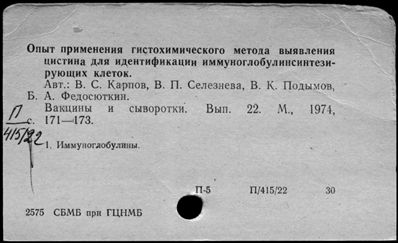 Опыт применения гистохимического метода выявления
цистина для идентификации иммуноглобулинсинтези-
рующих клеток.
Авт.: В. С. Карпов, В. П. Селезнева, В. К. Подымов,
Б. А. Федосюткин.
Вакцины и сыворотки. Вып. 22. М., 1974,
с. 171—173.
П
415/22
1. Иммуноглобулины.
П-5 П/415/22 30
2575 СБМБ при ГЦНМБ